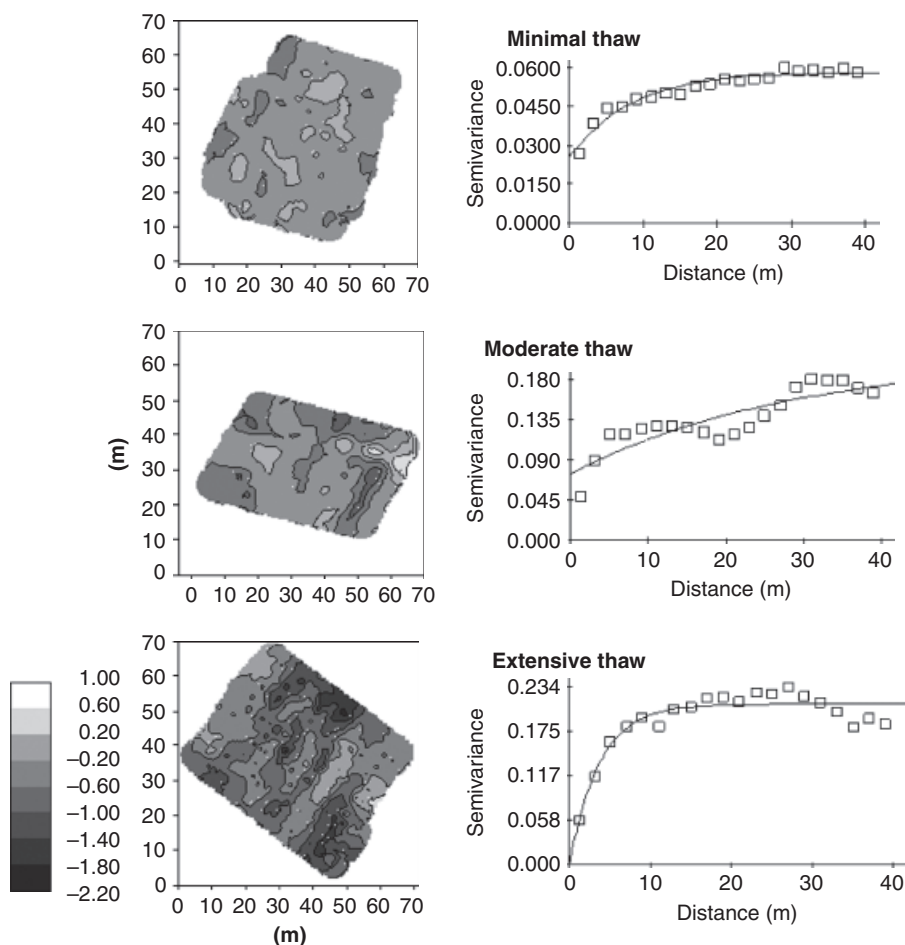 70
60
50
40
30
20
10
0
0 10 20 30 40 50 60 70
Minimal thaw
Semivariance
0.0600
0.0450
0.0300
0.0150
0.0000
0 10 20 30 40
Distance (m)
(m)
70
60
50
40
30
20
10
0
0 10 20 30 40 50 60 70
Moderate thaw
Semivariance
0.180
0.135
0.090
0.045
0.000
0 10 20 30 40
Distance (m)
1.00
0.60
0.20
–0.20
–0.60
–1.00
–1.40
–1.80
–2.20
70
60
50
40
30
20
10
0
0 10 20 30 40 50 60 70
(m)
Extensive thaw
Semivariance
0.234
0.175
0.117
0.058
0.000
0 10 20 30 40
Distance (m)